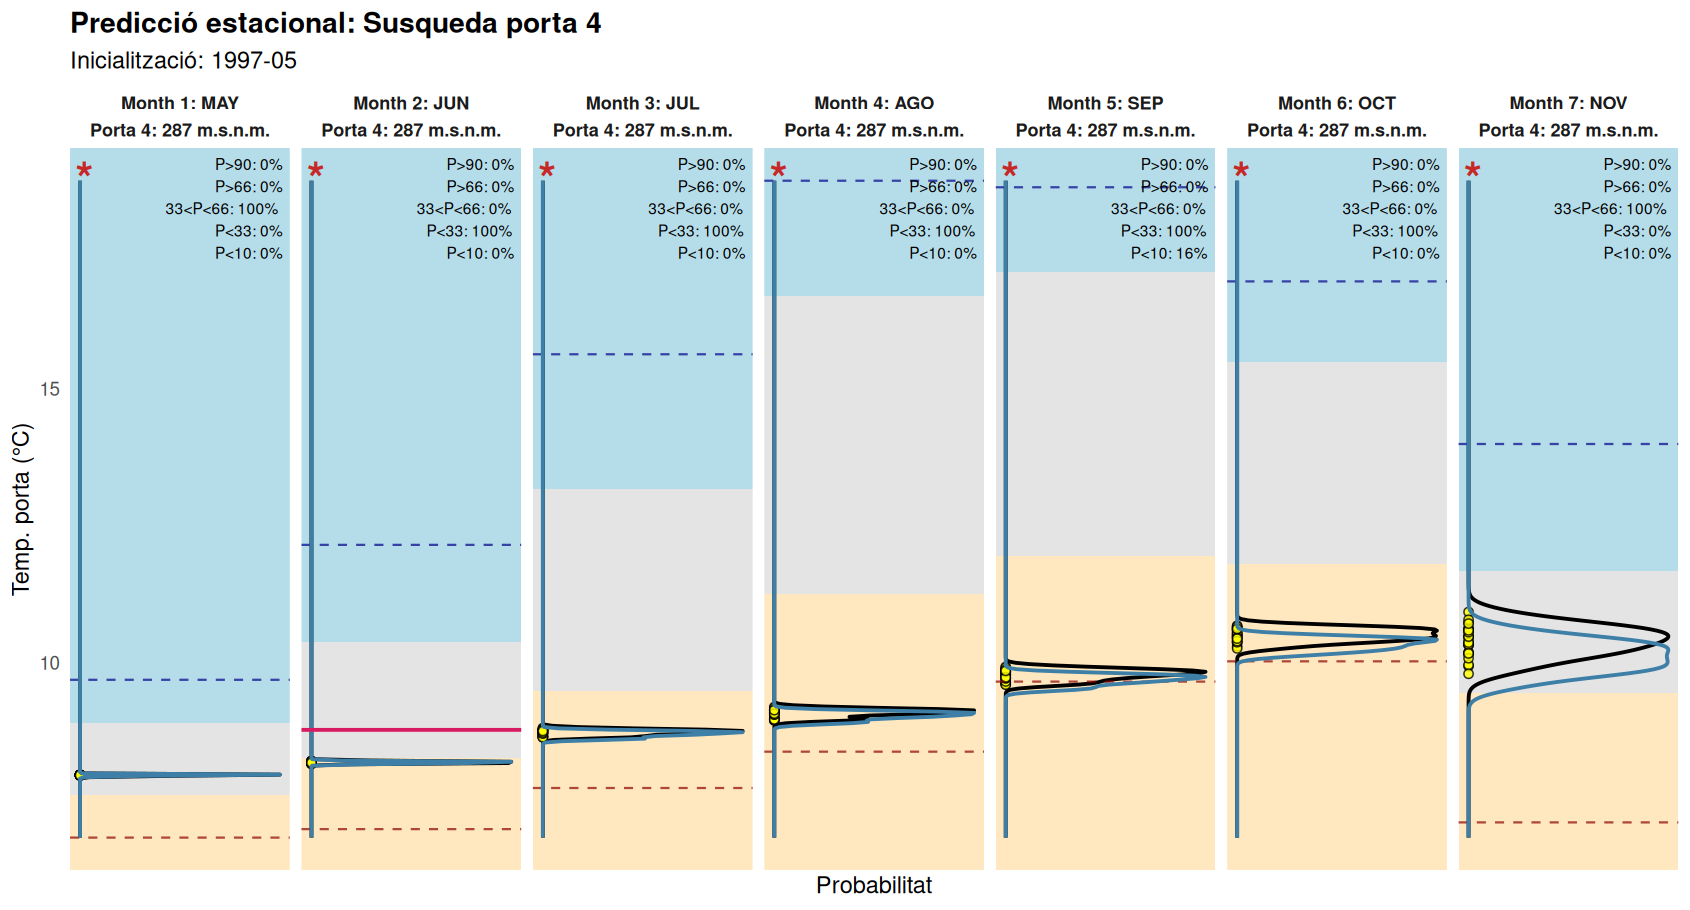 Predicció estacional: Susqueda porta 4
Inicialització: 1997-05
Month 1: MAY
Porta 4: 287 m.s.n.m.
Month 2: JUN
Porta 4: 287 m.s.n.m.
Month 3: JUL
Porta 4: 287 m.s.n.m.
Month 4: AGO
Porta 4: 287 m.s.n.m.
Month 5: SEP
Porta 4: 287 m.s.n.m.
Month 6: OCT
Porta 4: 287 m.s.n.m.
Month 7: NOV
Porta 4: 287 m.s.n.m.
*
P>90: 0%
P>66: 0%
33<P<66: 100%
P<33: 0%
P<10: 0%
*
P>90: 0%
P>66: 0%
33<P<66: 0%
P<33: 100%
P<10: 0%
*
P>90: 0%
P>66: 0%
33<P<66: 0%
P<33: 100%
P<10: 0%
*
P>90: 0%
P>66: 0%
33<P<66: 0%
P<33: 100%
P<10: 0%
*
P>90: 0%
P>66: 0%
33<P<66: 0%
P<33: 100%
P<10: 16%
*
P>90: 0%
P>66: 0%
33<P<66: 0%
P<33: 100%
P<10: 0%
*
P>90: 0%
P>66: 0%
33<P<66: 100%
P<33: 0%
P<10: 0%
15
10
Temp. porta (°C)
Probabilitat